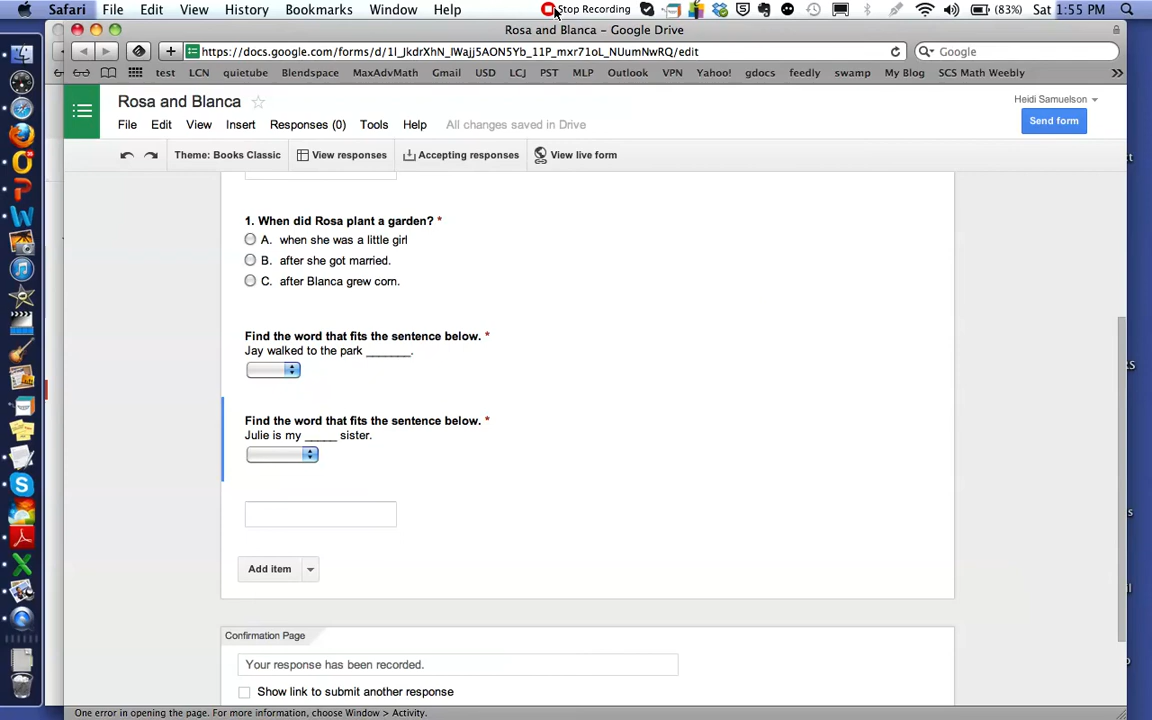 Safari File Edit View History Bookmarks Window Help Stop Recording (83%) Sat 1:55 PM
Rosa and Blanca - Google Drive
https://docs.google.com/forms/d/1l_JkdrXhN_lWajj5AON5Yb_11P_mxr71oL_NUumNwRQ/edit Google
test LCN quietube Blendspace MaxAdvMath Gmail USD LCJ PST MLP Outlook VPN Yahoo! gdocs feedly swamp My Blog SCS Math Weebly
Rosa and Blanca Heidi Samuelson
File Edit View Insert Responses (0) Tools Help All changes saved in Drive Send form
Theme: Books Classic View responses Accepting responses View live form
1. When did Rosa plant a garden? *
A. when she was a little girl
B. after she got married.
C. after Blanca grew corn.
Find the word that fits the sentence below. *
Jay walked to the park _______.
Find the word that fits the sentence below. *
Julie is my _____ sister.
Add item
Confirmation Page
Your response has been recorded.
Show link to submit another response
One error in opening the page. For more information, choose Window > Activity.